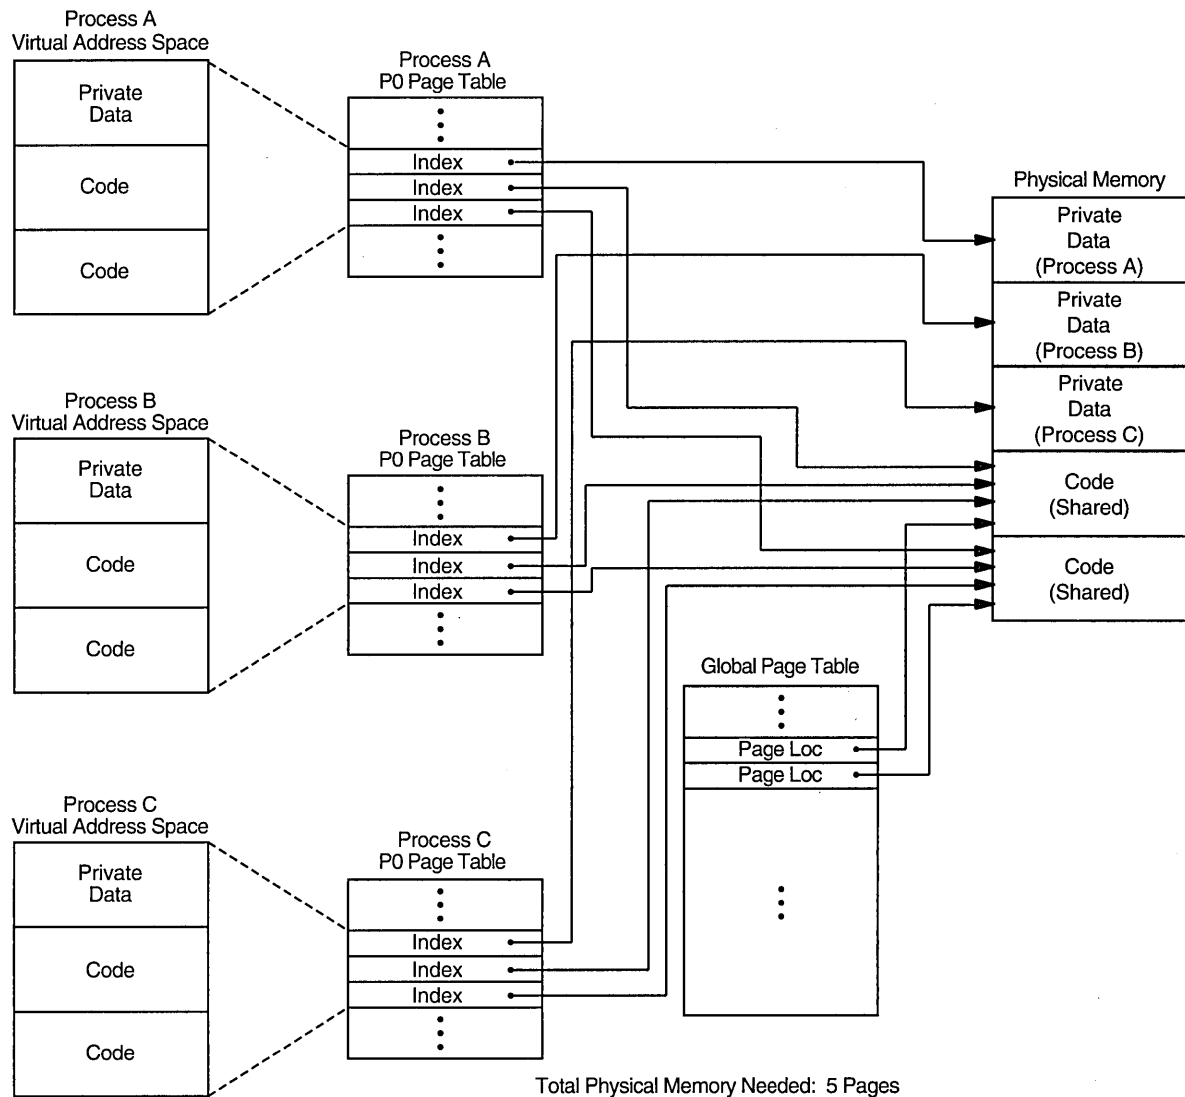 Process A
Virtual Address Space
Private
Data
Code
Code
Process A
P0 Page Table
Index
Index
Index
Physical Memory
Private
Data
(Process A)
Private
Data
(Process B)
Private
Data
(Process C)
Code
(Shared)
Code
(Shared)
Process B
Virtual Address Space
Private
Data
Code
Code
Process B
P0 Page Table
Index
Index
Index
Global Page Table
Page Loc
Page Loc
Process C
Virtual Address Space
Private
Data
Code
Code
Process C
P0 Page Table
Index
Index
Index
Total Physical Memory Needed: 5 Pages